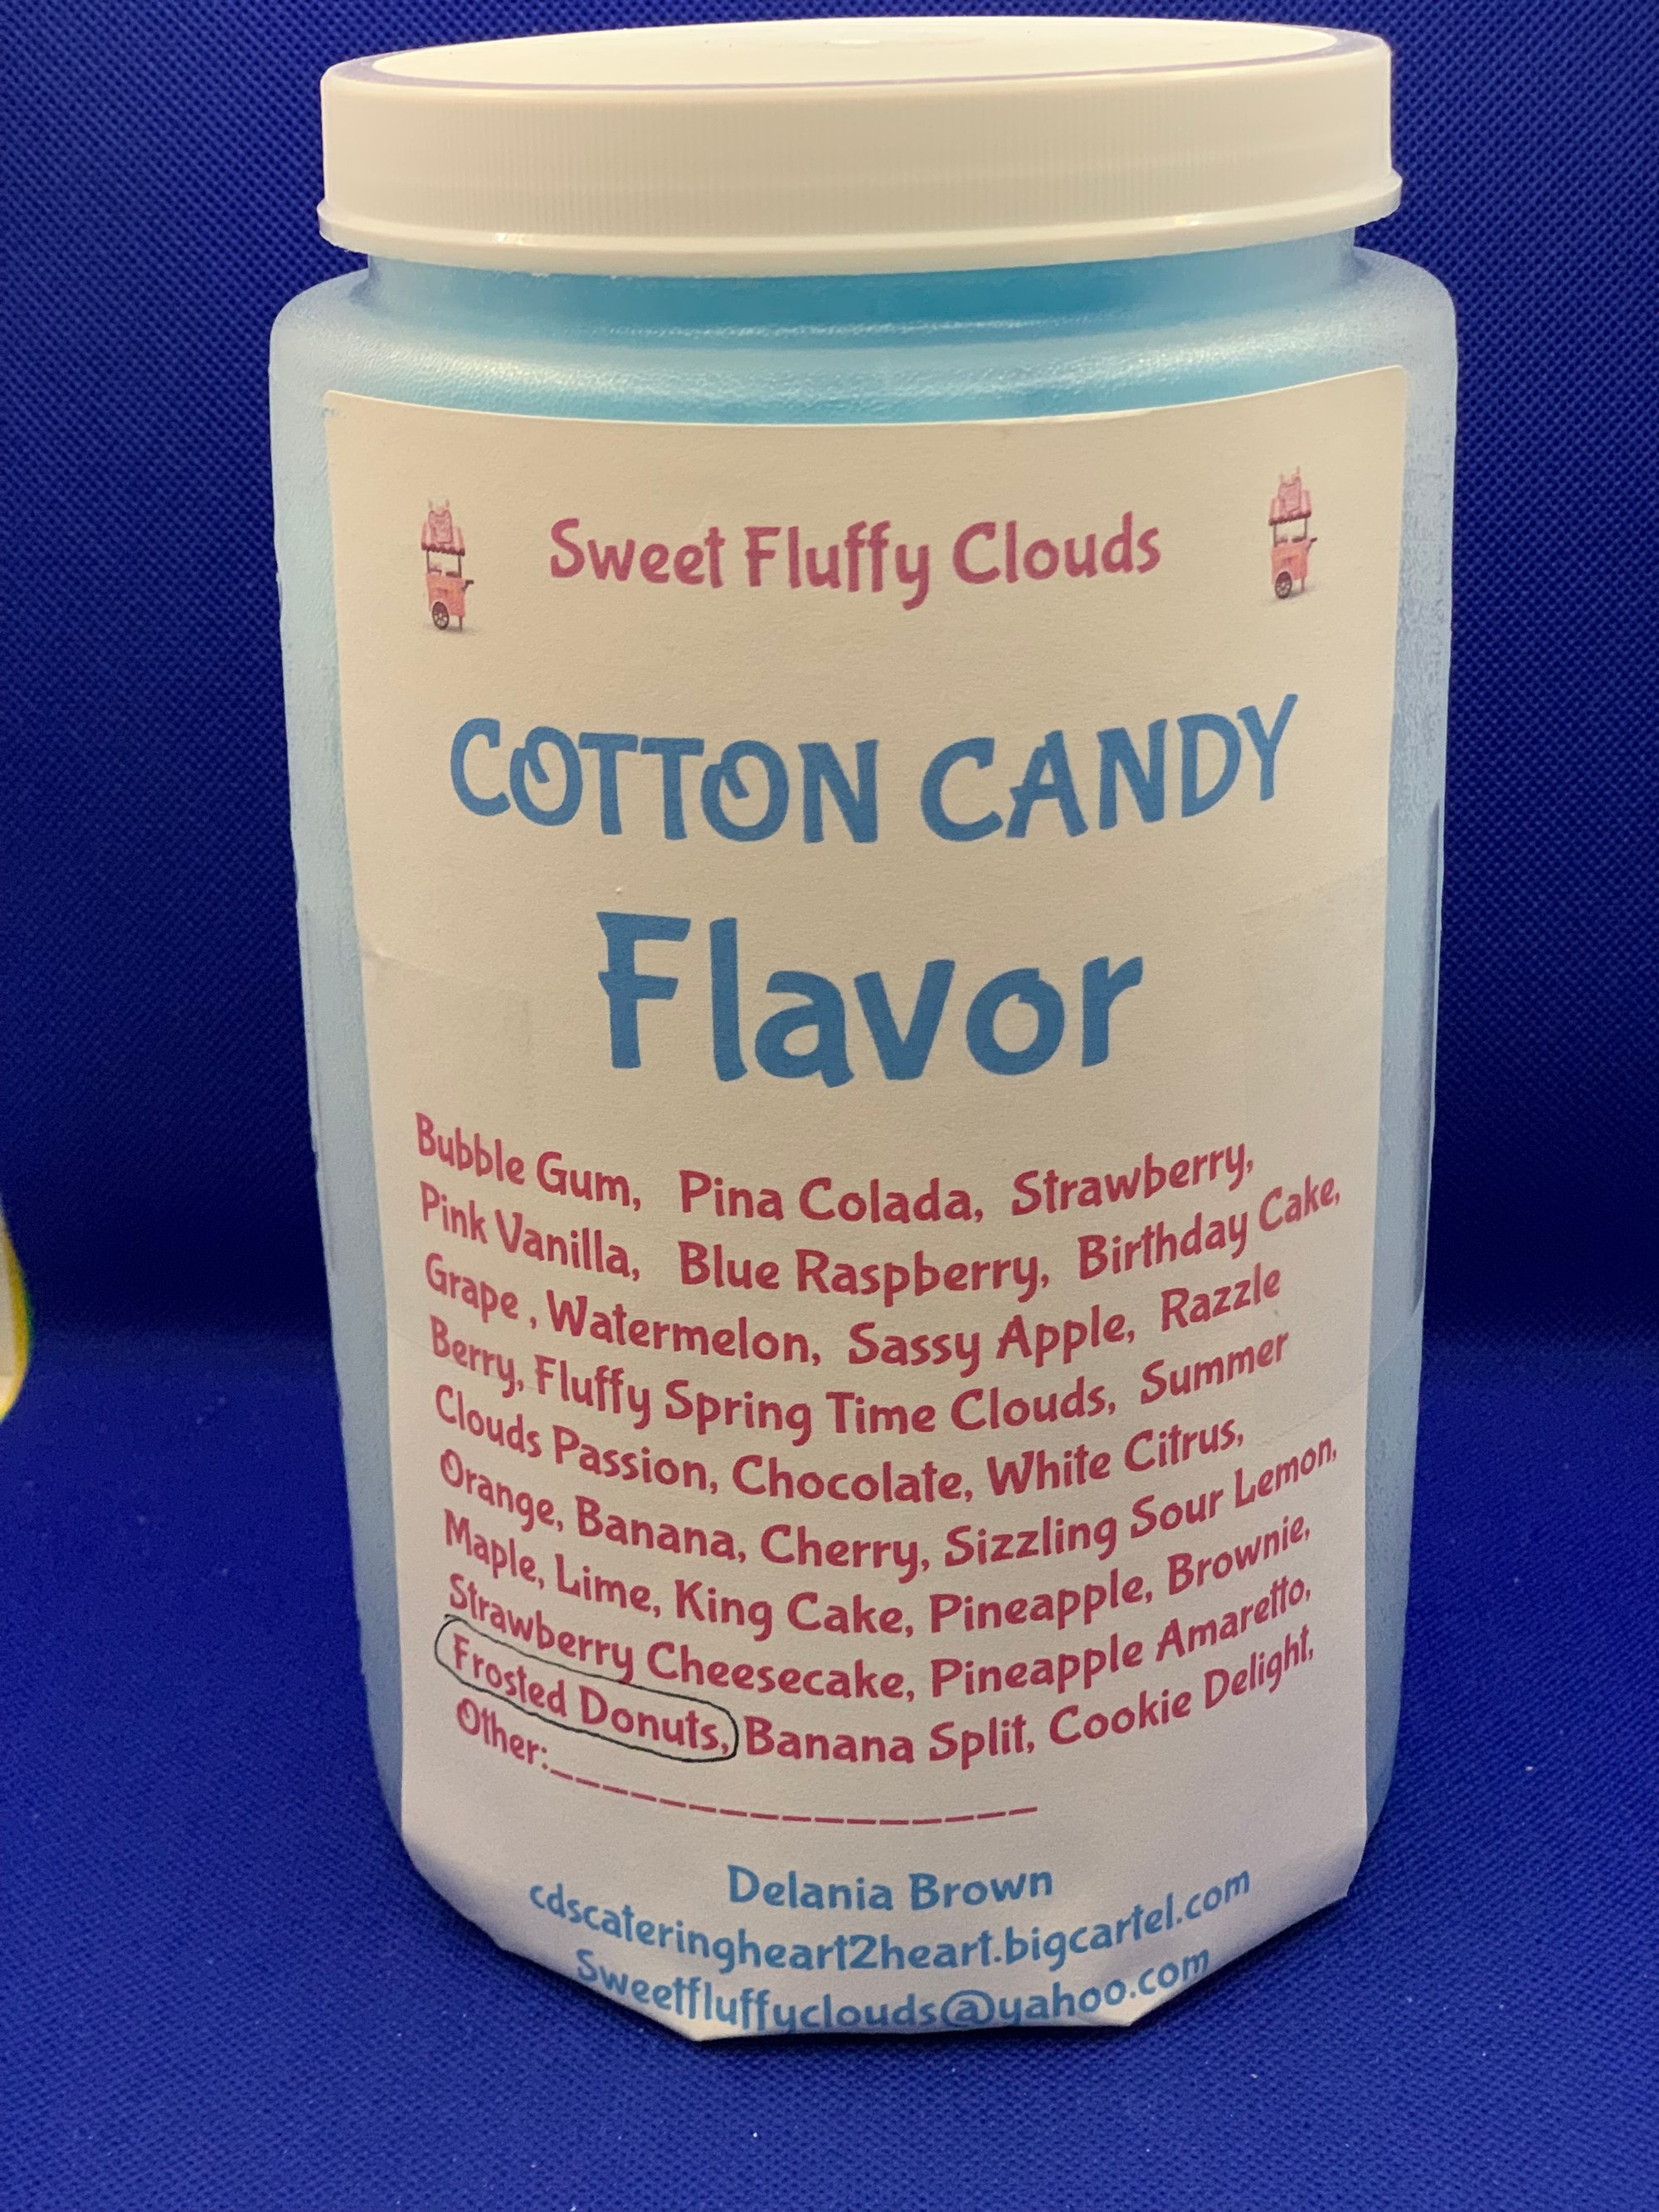 Sweet Fluffy Clouds
COTTON CANDY
Flavor
Bubble Gum, Pina Colada, Strawberry,
Pink Vanilla, Blue Raspberry, Birthday Cake,
Grape , Watermelon, Sassy Apple, Razzle
Berry, Fluffy Spring Time Clouds, Summer
Clouds Passion, Chocolate, White Citrus,
Orange, Banana, Cherry, Sizzling Sour Lemon,
Maple, Lime, King Cake, Pineapple, Brownie,
Strawberry Cheesecake, Pineapple Amaretto,
Frosted Donuts, Banana Split, Cookie Delight,
Other:_________________
Delania Brown
cdscateringheart2heart.bigcartel.com
Sweetfluffyclouds@yahoo.com